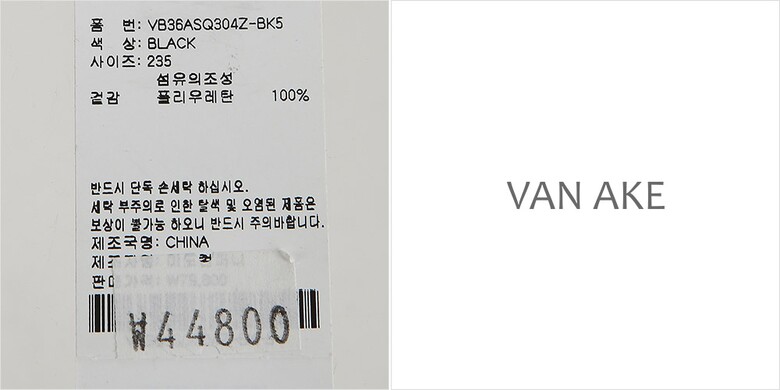 품 번: VB36ASQ304Z-BK5
색 상: BLACK
사이즈: 235
섬유의조성
겉감 폴리우레탄 100%
반드시 단독 손세탁 하십시오.
세탁 부주의로 인한 탈색 및 오염된 제품은
보상이 불가능 하오니 반드시 주의바랍니다.
제조국명: CHINA
₩44800
VAN AKE